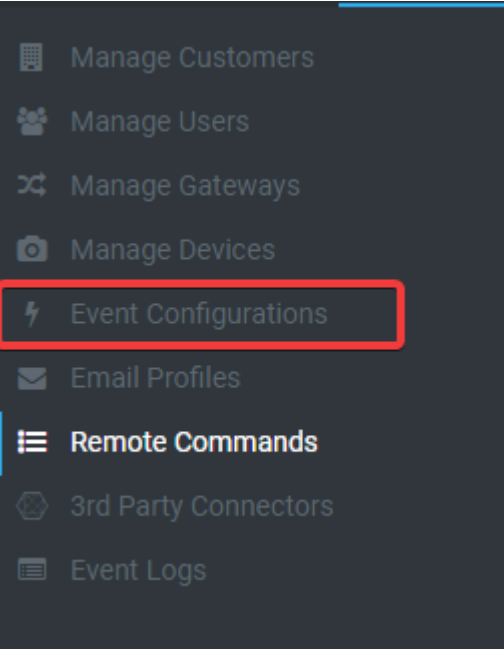 Manage Customers
Manage Users
Manage Gateways
Manage Devices
Event Configurations
Email Profiles
Remote Commands
3rd Party Connectors
Event Logs